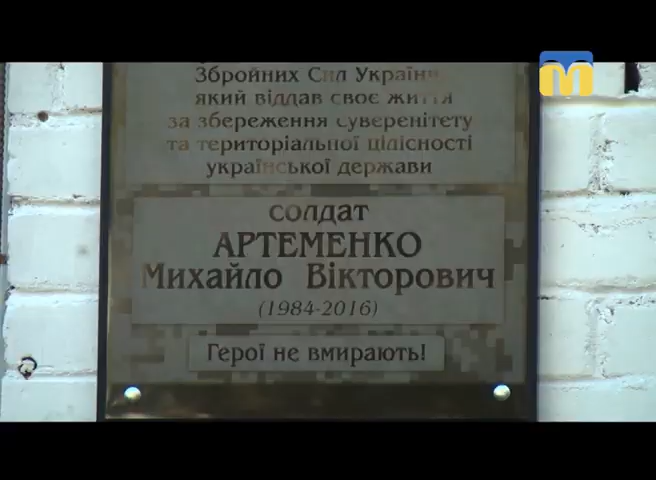 Збройних Сил України,
який віддав своє життя
за збереження суверенітету
та територіальної цілісності
української держави
солдат
АРТЕМЕНКО
Михайло Вікторович
(1984-2016)
Герої не вмирають!